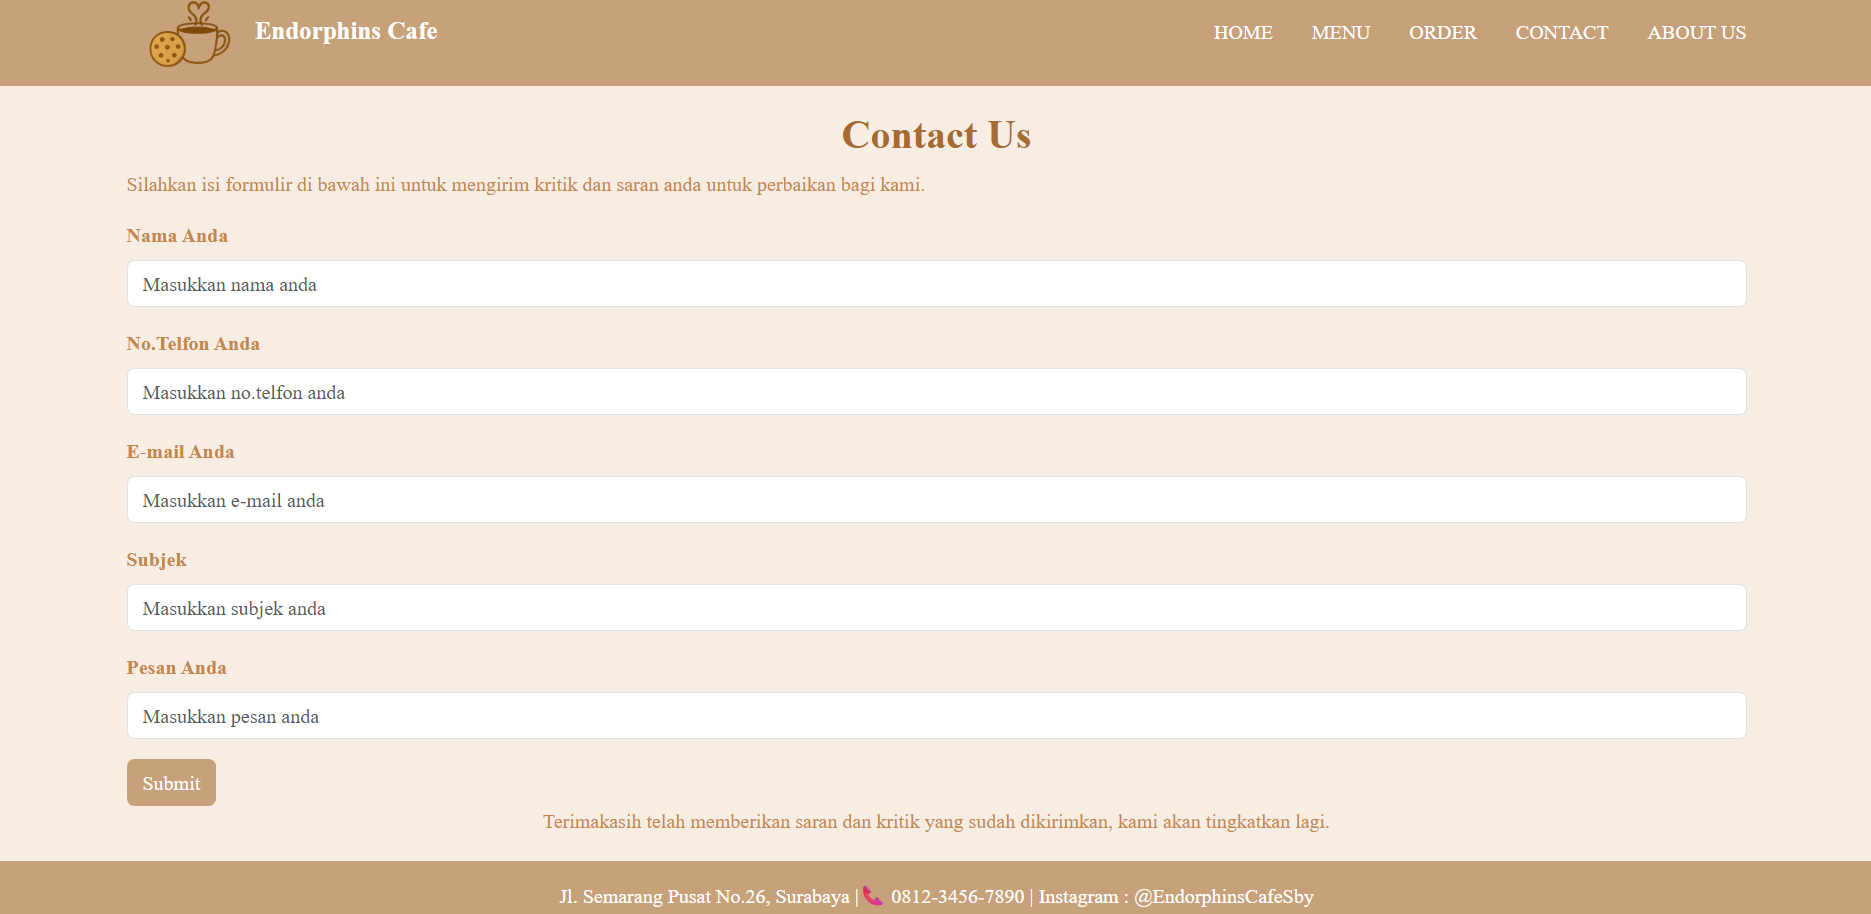 Endorphins Cafe
HOME MENU ORDER CONTACT ABOUT US
Contact Us
Silahkan isi formulir di bawah ini untuk mengirim kritik dan saran anda untuk perbaikan bagi kami.
Nama Anda
Masukkan nama anda
No.Telfon Anda
Masukkan no.telfon anda
E-mail Anda
Masukkan e-mail anda
Subjek
Masukkan subjek anda
Pesan Anda
Masukkan pesan anda
Submit
Terimakasih telah memberikan saran dan kritik yang sudah dikirimkan, kami akan tingkatkan lagi.
Jl. Semarang Pusat No.26, Surabaya | 📞 0812-3456-7890 | Instagram : @EndorphinsCafeSby